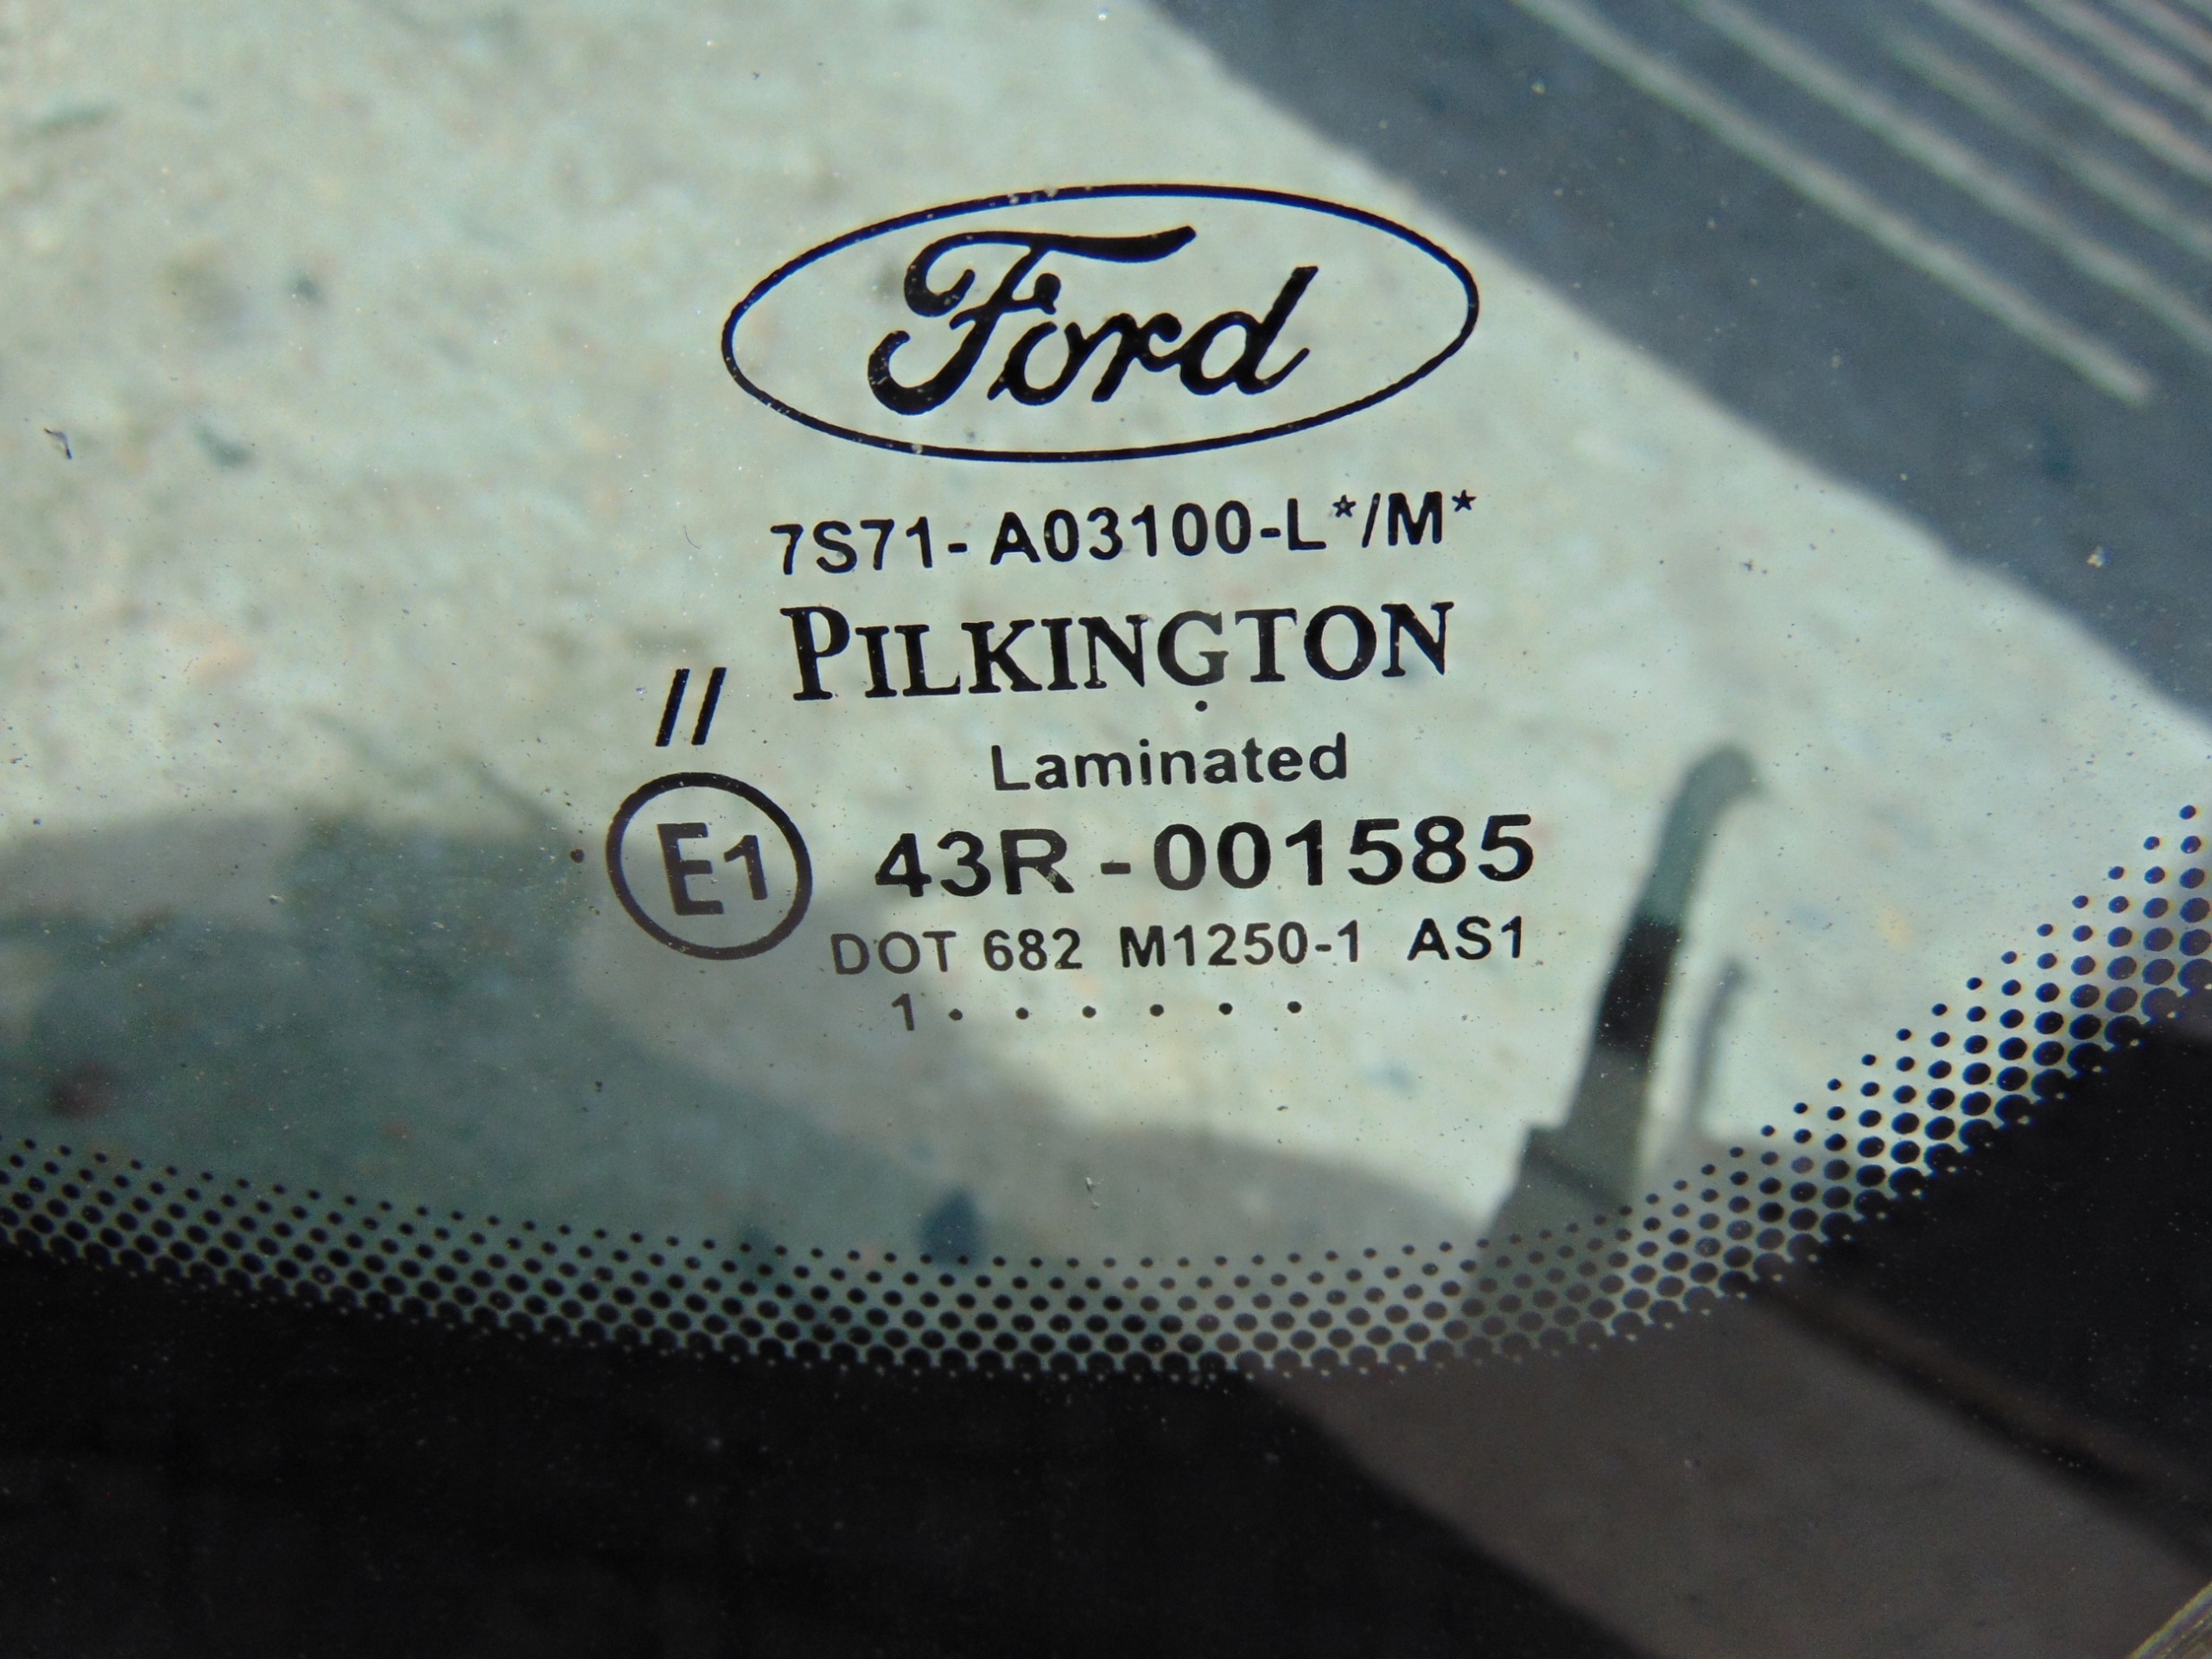 Ford
7S71- A03100-L*/M*
PILKINGTON
//
Laminated
E1 43R - 001585
DOT 682 M1250-1 AS1
1 . . . . . .